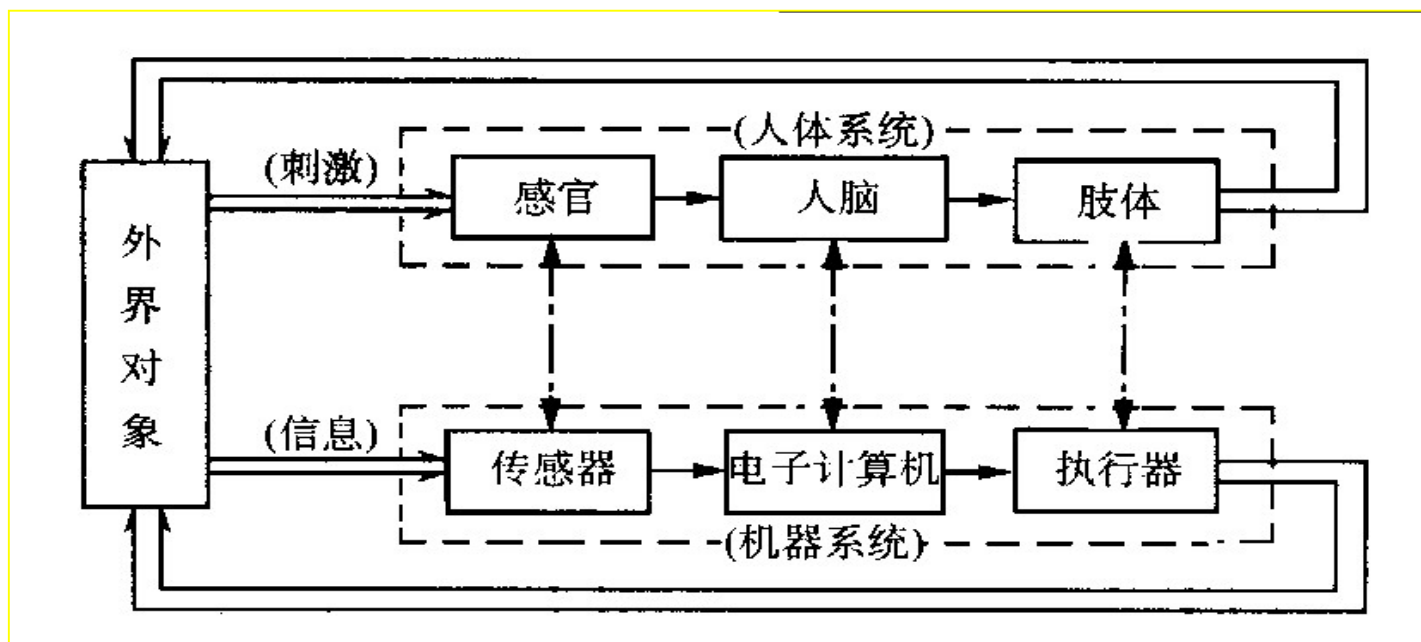 (人体系统)
(刺激)
感官
人脑
肢体
外
界
对
象
(信息)
传感器
电子计算机
执行器
(机器系统)